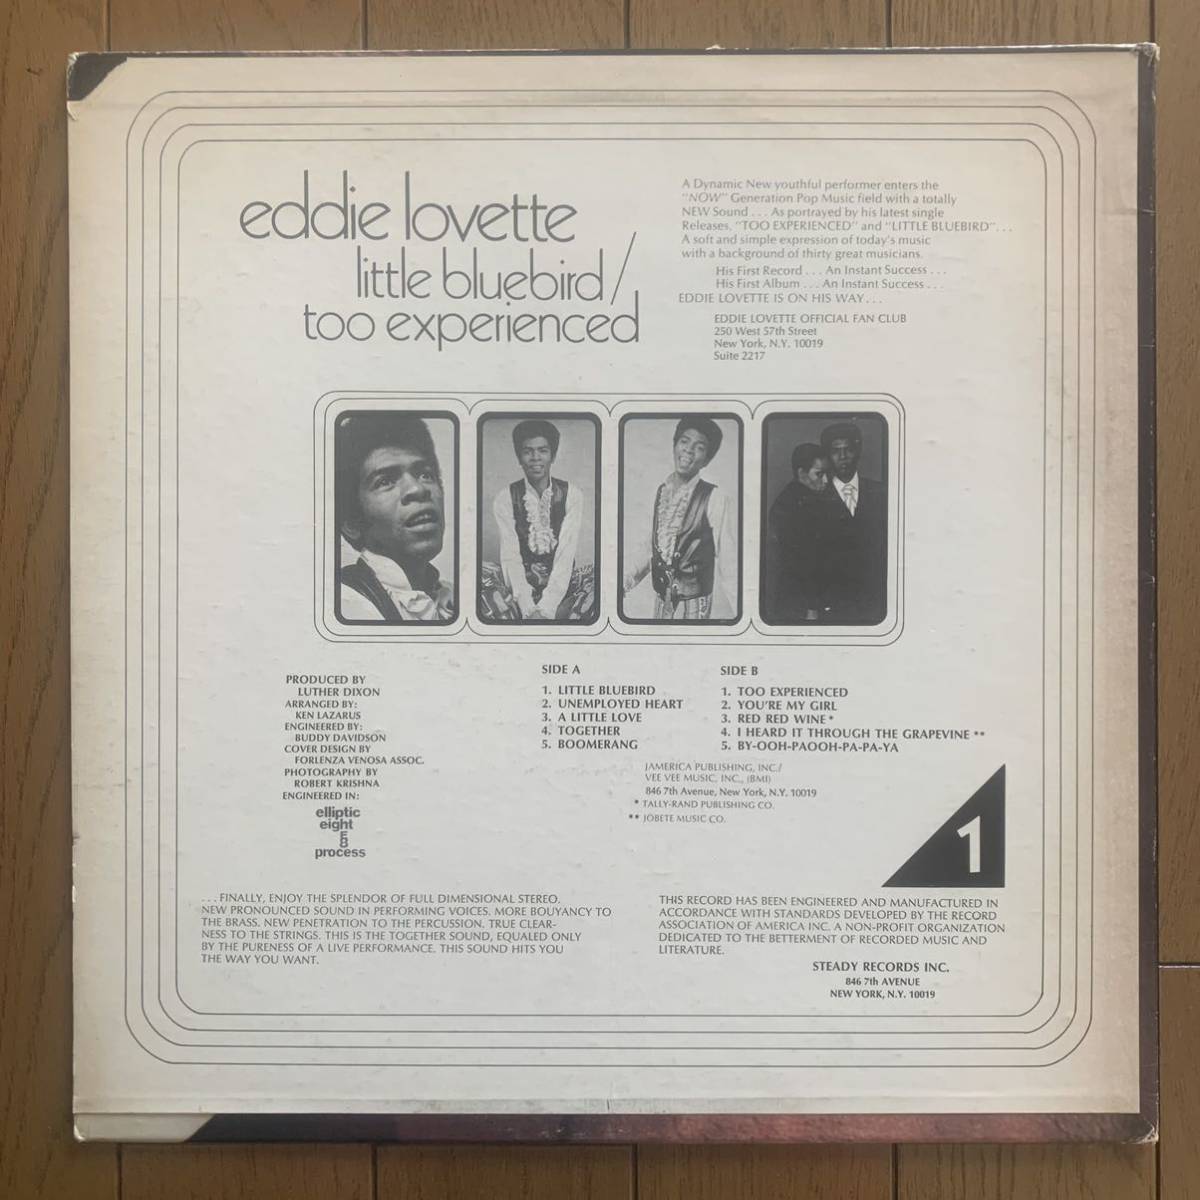 eddie lovette
little bluebird/
too experienced
A Dynamic New youthful performer enters the
"NOW" Generation Pop Music field with a totally
NEW Sound . . . As portrayed by his latest single
Releases, "TOO EXPERIENCED" and "LITTLE BLUEBIRD" . . .
A soft and simple expression of today's music
with a background of thirty great musicians.
His First Record . . . An Instant Success . . .
His First Album . . . An Instant Success . . .
EDDIE LOVETTE IS ON HIS WAY . . .
EDDIE LOVETTE OFFICIAL FAN CLUB
250 West 57th Street
New York, N.Y. 10019
Suite 2217
PRODUCED BY
LUTHER DIXON
ARRANGED BY:
KEN LAZARUS
ENGINEERED BY:
BUDDY DAVIDSON
COVER DESIGN BY
FORLENZA VENOSA ASSOC.
PHOTOGRAPHY BY
ROBERT KRISHNA
ENGINEERED IN:
elliptic
eight
E
8
process
SIDE A
1. LITTLE BLUEBIRD
2. UNEMPLOYED HEART
3. A LITTLE LOVE
4. TOGETHER
5. BOOMERANG
SIDE B
1. TOO EXPERIENCED
2. YOU'RE MY GIRL
3. RED RED WINE *
4. I HEARD IT THROUGH THE GRAPEVINE **
5. BY-OOH-PAOOH-PA-PA-YA
JAMERICA PUBLISHING, INC./
VEE VEE MUSIC, INC., (BMI)
846 7th Avenue, New York, N.Y. 10019
* TALLY-RAND PUBLISHING CO.
** JOBETE MUSIC CO.
1
. . . FINALLY, ENJOY THE SPLENDOR OF FULL DIMENSIONAL STEREO.
NEW PRONOUNCED SOUND IN PERFORMING VOICES. MORE BOUYANCY TO
THE BRASS. NEW PENETRATION TO THE PERCUSSION. TRUE CLEAR-
NESS TO THE STRINGS. THIS IS THE TOGETHER SOUND, EQUALED ONLY
BY THE PURENESS OF A LIVE PERFORMANCE. THIS SOUND HITS YOU
THE WAY YOU WANT.
THIS RECORD HAS BEEN ENGINEERED AND MANUFACTURED IN
ACCORDANCE WITH STANDARDS DEVELOPED BY THE RECORD
ASSOCIATION OF AMERICA INC. A NON-PROFIT ORGANIZATION
DEDICATED TO THE BETTERMENT OF RECORDED MUSIC AND
LITERATURE.
STEADY RECORDS INC.
846 7th AVENUE
NEW YORK, N.Y. 10019